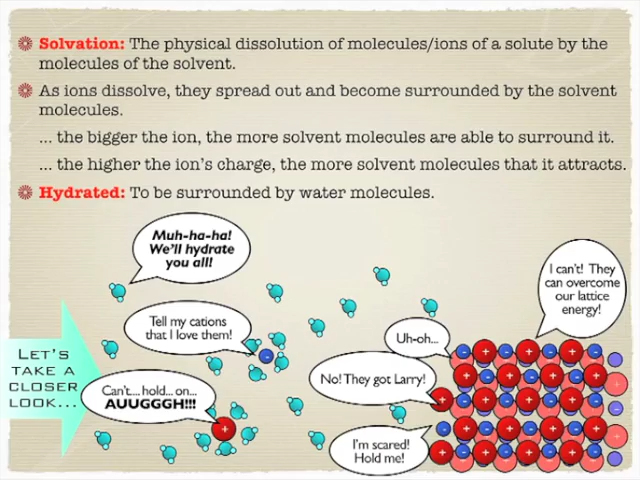 Solvation: The physical dissolution of molecules/ions of a solute by the
molecules of the solvent.
As ions dissolve, they spread out and become surrounded by the solvent
molecules.
... the bigger the ion, the more solvent molecules are able to surround it.
... the higher the ion's charge, the more solvent molecules that it attracts.
Hydrated: To be surrounded by water molecules.
Muh-ha-ha!
We'll hydrate
you all!
I can't! They
can overcome
our lattice
energy!
Tell my cations
that I love them!
Uh-oh...
Let's
take a
closer
look...
No! They got Larry!
Can't.... hold... on...
AUUGGGH!!!
I'm scared!
Hold me!